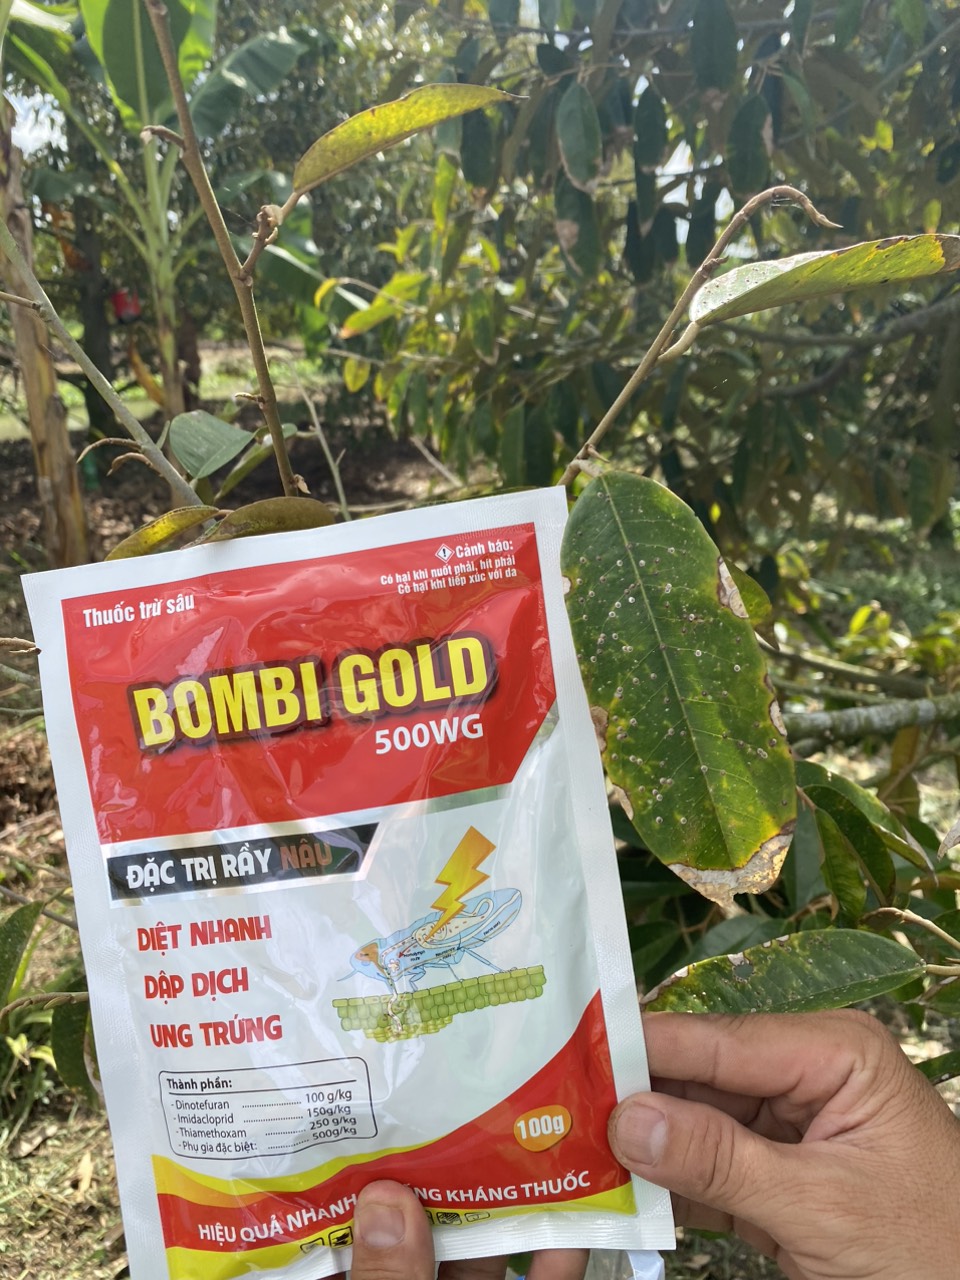 Cảnh báo:
Có hại khi nuốt phải, hít phải
Có hại khi tiếp xúc với da
Thuốc trừ sâu
BOMBI GOLD
500WG
ĐẶC TRỊ RẦY NÂU
DIỆT NHANH
DẬP DỊCH
UNG TRỨNG
Thành phần:
- Dinotefuran .................... 100 g/kg
- Imidacloprid .................... 150g/kg
- Thiamethoxam ................ 250 g/kg
- Phụ gia đặc biệt: ............. 500g/kg
100g
HIỆU QUẢ NHANH KHÁNG THUỐC